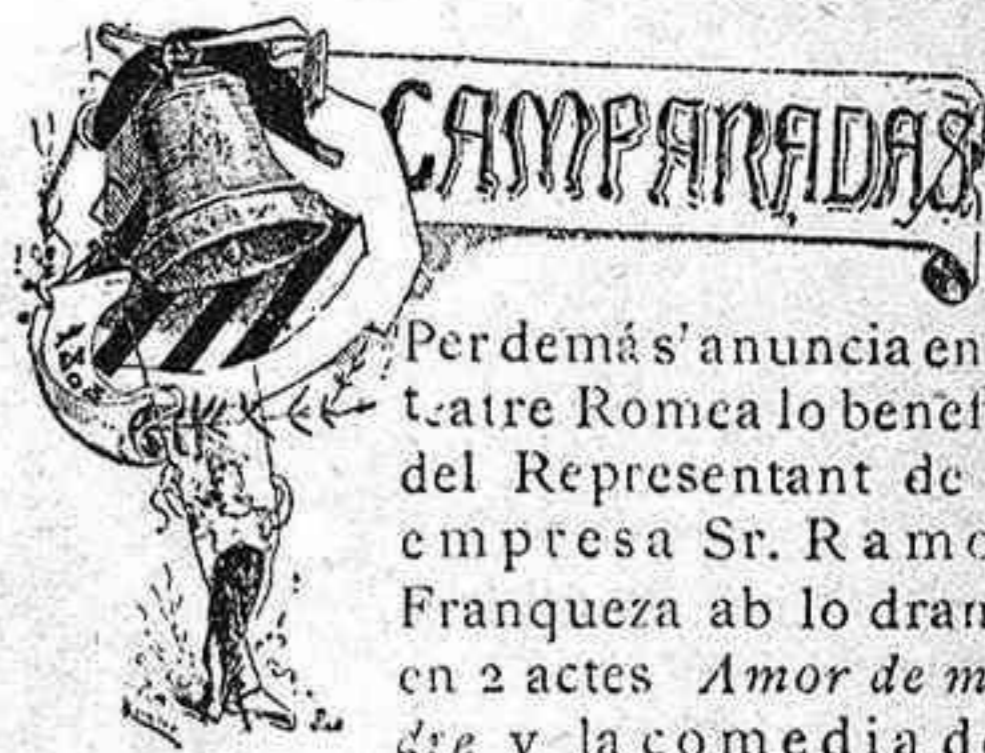 CAMPANADAS
Per demá s'anuncia en
teatre Romea lo benef
del Representant de
empresa Sr. Ramo
Franqueza ab lo dram
en 2 actes Amor de m
dre y la comedia d